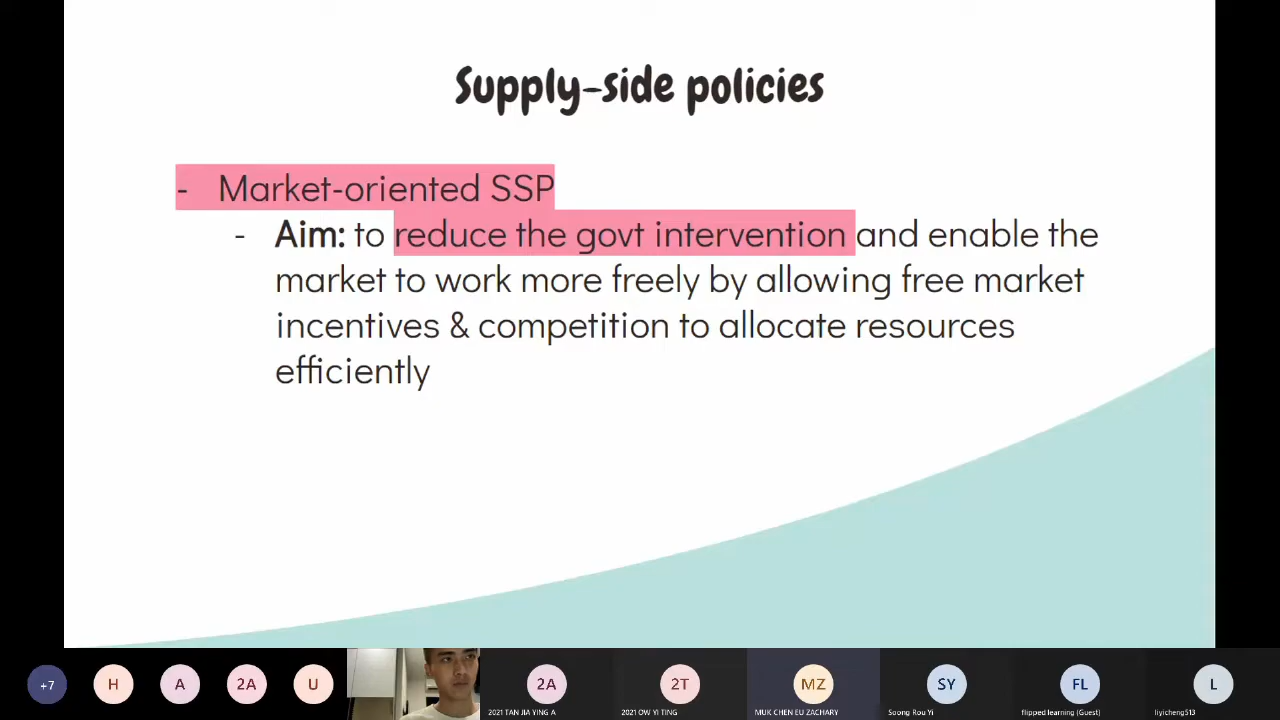 Supply-side policies
- Market-oriented SSP
- Aim: to reduce the govt intervention and enable the
market to work more freely by allowing free market
incentives & competition to allocate resources
efficiently
+7
H
A
2A
U
2A
2T
MZ
SY
FL
L
2021 TAN JIA YING A
2021 OW YI TING
MUK CHEN EU ZACHARY
Soong Rou Yi
flipped learning (Guest)
liyicheng513